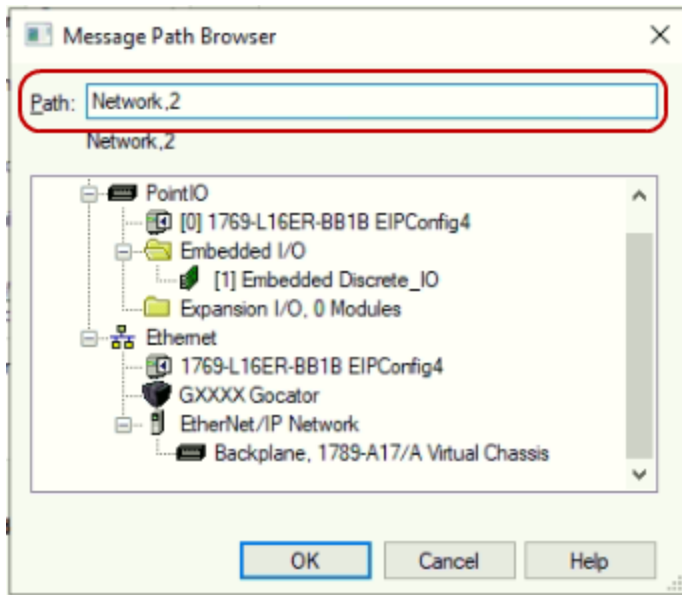 Message Path Browser
Path: Network,2
Network,2
PointIO
[0] 1769-L16ER-BB1B EIPConfig4
Embedded I/O
[1] Embedded Discrete_IO
Expansion I/O, 0 Modules
Ethernet
1769-L16ER-BB1B EIPConfig4
GXXXX Gocator
EtherNet/IP Network
Backplane, 1789-A17/A Virtual Chassis
OK Cancel Help